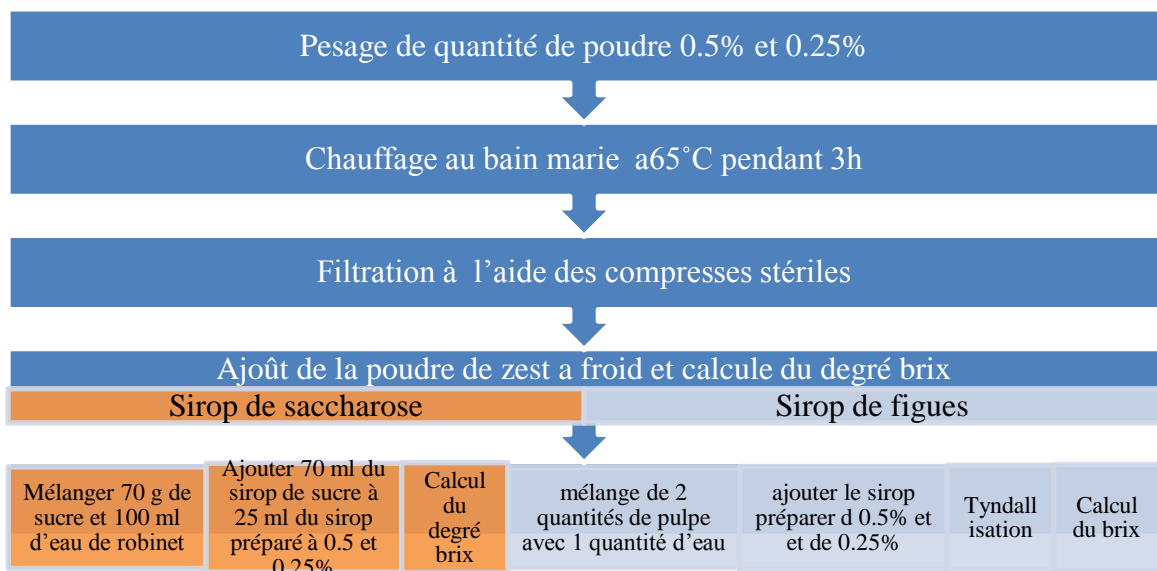 Pesage de quantité de poudre 0.5% et 0.25%
Chauffage au bain marie a65˚C pendant 3h
Filtration à l’aide des compresses stériles
Ajoût de la poudre de zest a froid et calcule du degré brix
Sirop de saccharose
Sirop de figues
Mélanger 70 g de
sucre et 100 ml
d’eau de robinet
Ajouter 70 ml du
sirop de sucre à
25 ml du sirop
préparé à 0.5 et
0.25%
Calcul
du
degré
brix
mélange de 2
quantités de pulpe
avec 1 quantité d’eau
ajouter le sirop
préparer d 0.5% et
et de 0.25%
Tyndall
isation
Calcul
du brix